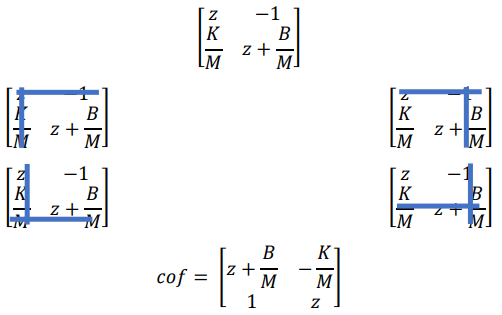 [z -1]
[K/M z + B/M]
[z -1] [z -1]
[K/M z + B/M] [K/M z + B/M]
[z -1] [z -1]
[K/M z + B/M] [K/M z + B/M]
cof = [z + B/M -K/M]
[1 z]